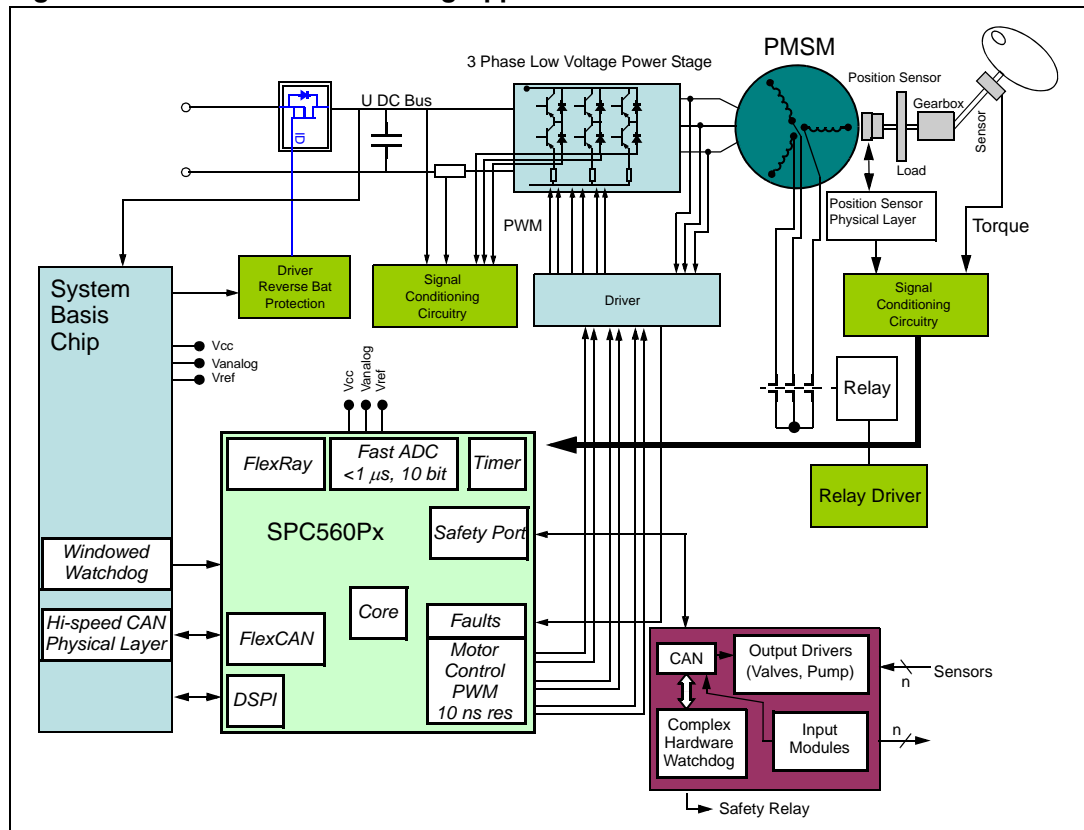 PMSM
3 Phase Low Voltage Power Stage
Position Sensor
Gearbox
Sensor
U DC Bus
ID
Load
Position Sensor
Physical Layer
Torque
PWM
System
Basis
Chip
Driver
Reverse Bat
Protection
Signal
Conditioning
Circuitry
Driver
Signal
Conditioning
Circuitry
Vcc
Vanalog
Vref
Vcc
Vanalog
Vref
Relay
FlexRay
Fast ADC
<1 µs, 10 bit
Timer
Relay Driver
SPC560Px
Safety Port
Windowed
Watchdog
Core
Hi-speed CAN
Physical Layer
FlexCAN
Faults
Motor
Control
PWM
10 ns res
DSPI
CAN
Output Drivers
(Valves, Pump)
n
Sensors
Complex
Hardware
Watchdog
Input
Modules
n
Safety Relay